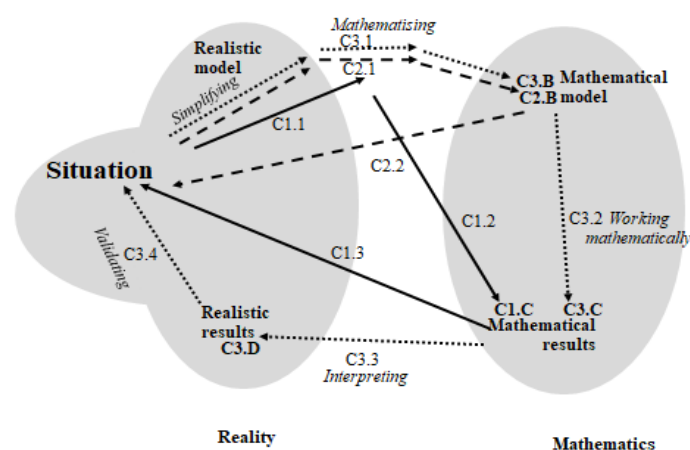 Mathematising
Realistic
model
C3.1
C2.1
Simplifying
C3.B
C2.B
Mathematical
model
C1.1
Situation
C2.2
C1.2
C3.2 Working
mathematically
Validating
C3.4
C1.3
Realistic
results
C3.D
C1.C
C3.C
Mathematical
results
C3.3
Interpreting
Reality
Mathematics